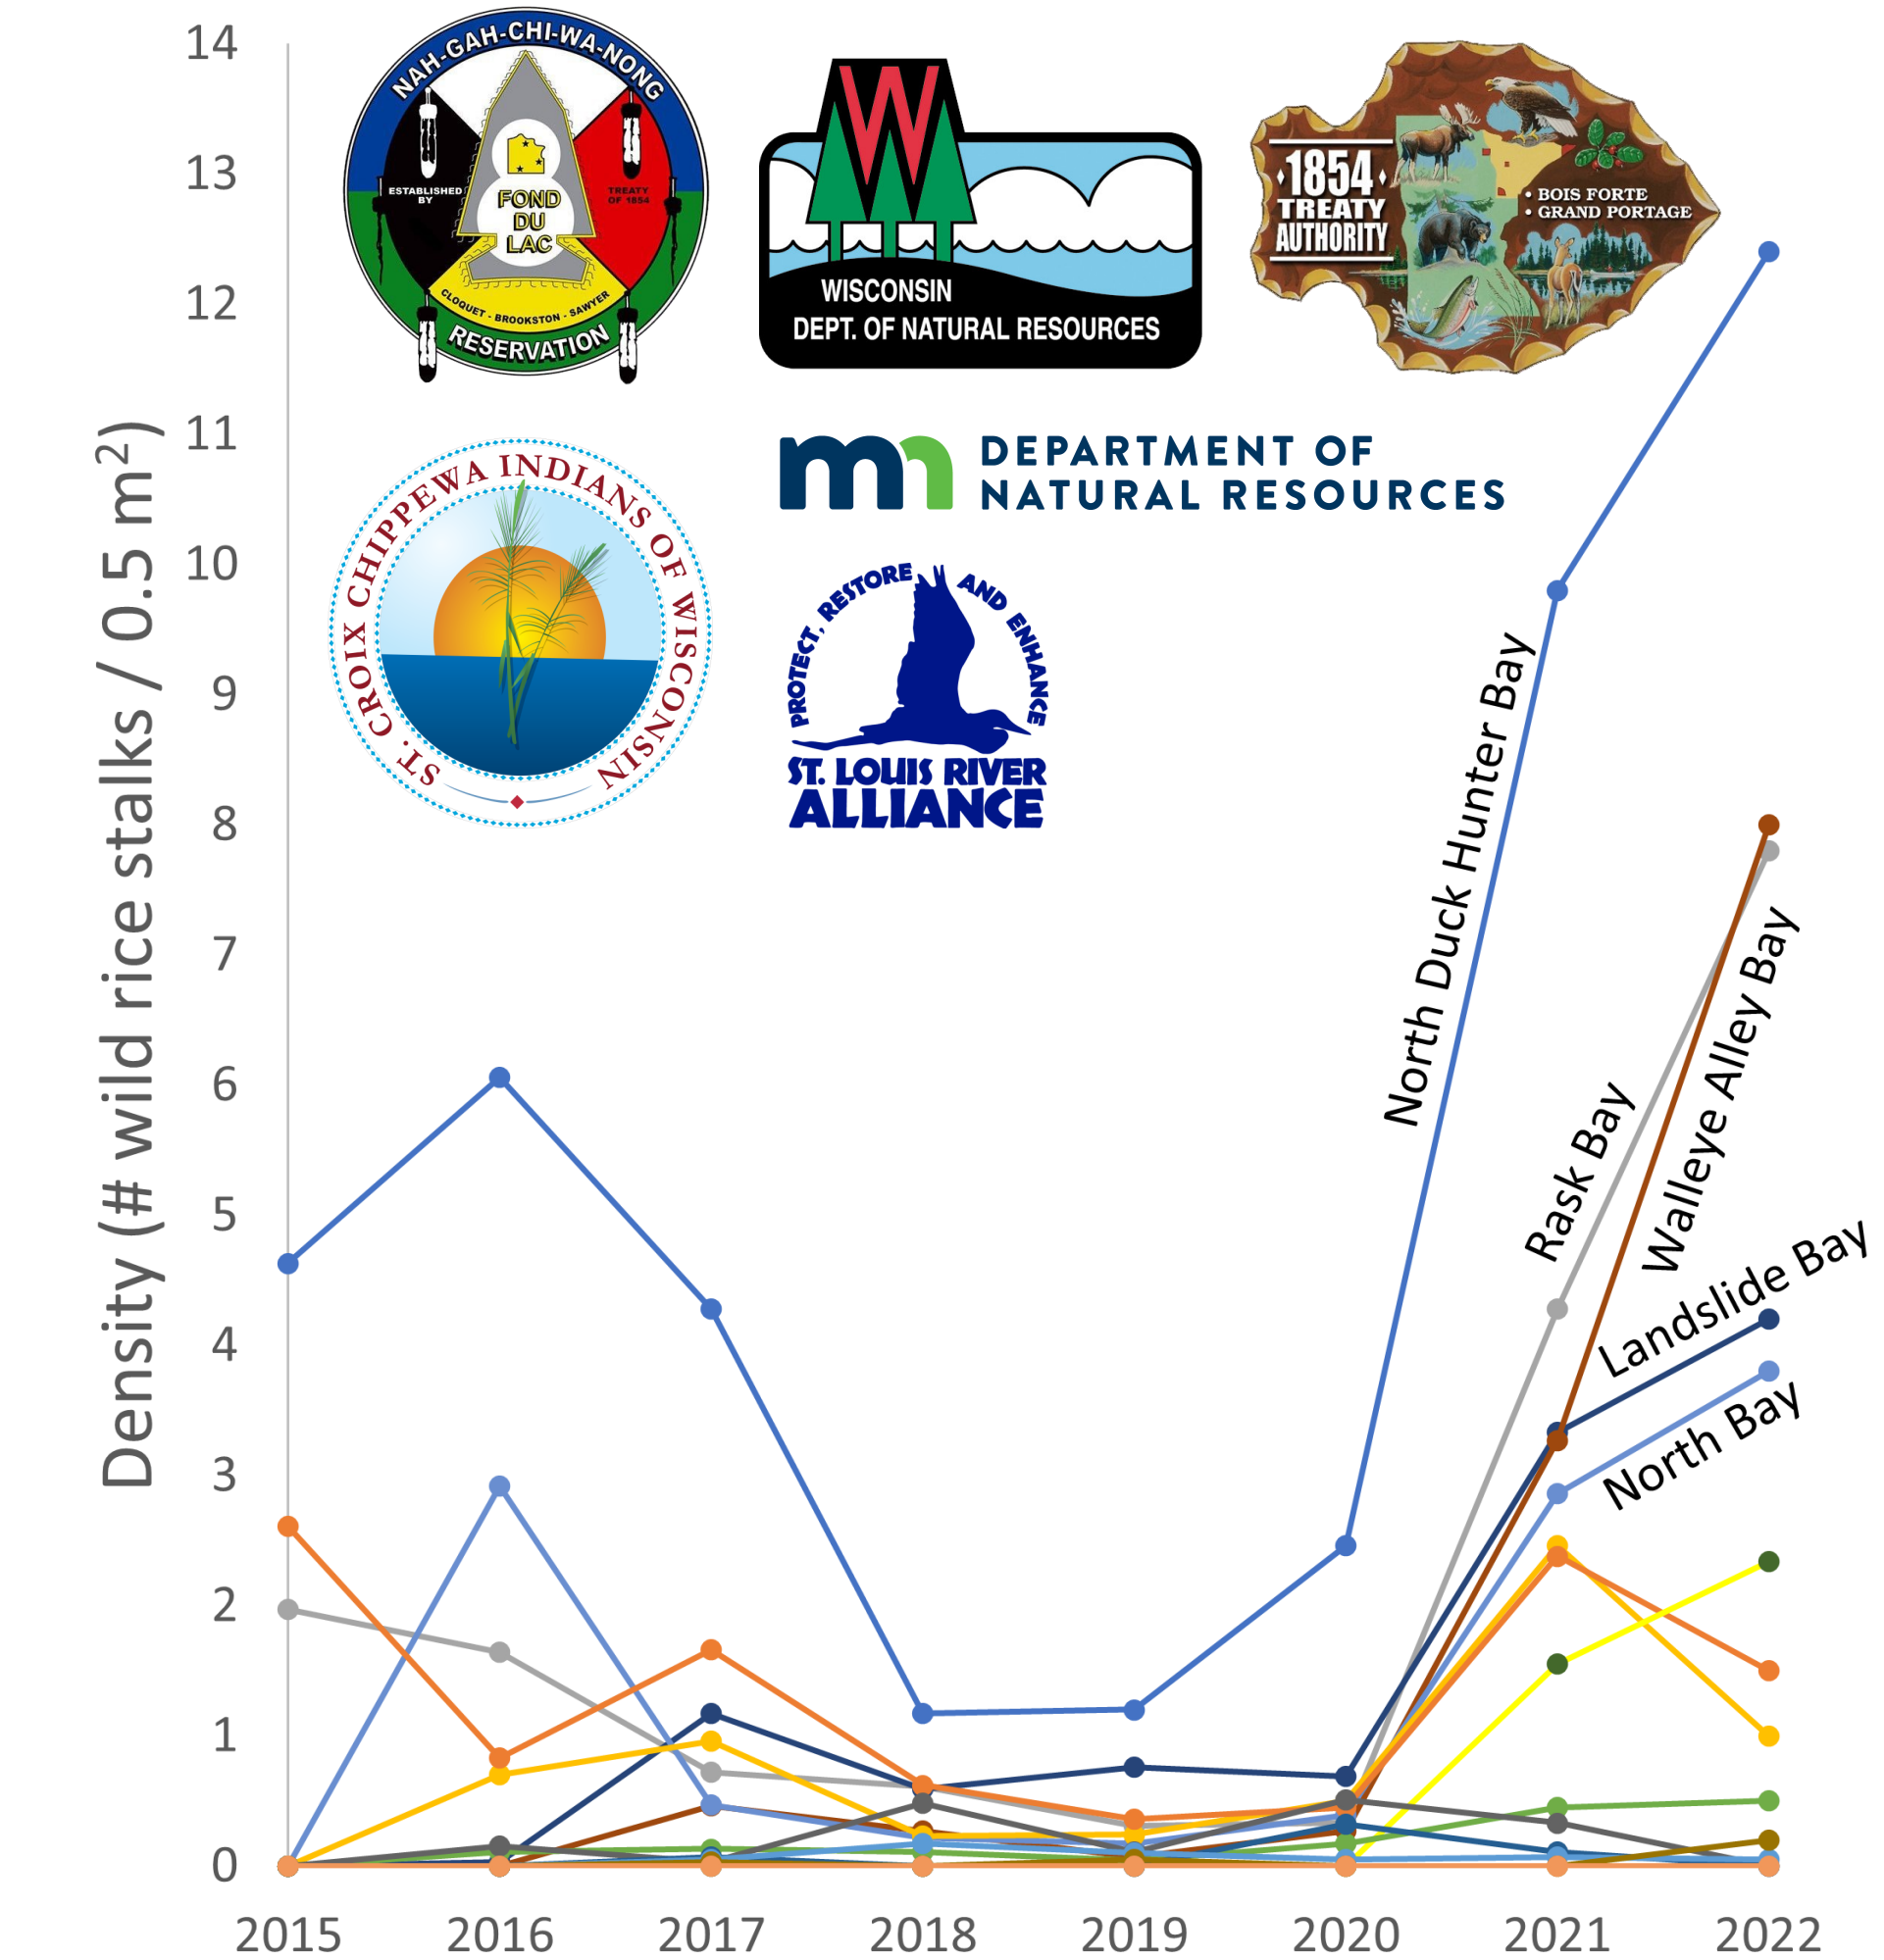 Density (# wild rice stalks / 0.5 m²)
14
13
12
11
10
9
8
7
6
5
4
3
2
1
0
2015 2016 2017 2018 2019 2020 2021 2022
NAH-GAH-CHI-WA-NONG
ESTABLISHED
BY
TREATY
OF 1854
FOND
DU
LAC
CLOQUET - BROOKSTON - SAWYER
RESERVATION
W
WISCONSIN
DEPT. OF NATURAL RESOURCES
1854
TREATY
AUTHORITY
• BOIS FORTE
• GRAND PORTAGE
ST. CROIX CHIPPEWA INDIANS OF WISCONSIN
mn DEPARTMENT OF
NATURAL RESOURCES
PROTECT, RESTORE AND ENHANCE
ST. LOUIS RIVER
ALLIANCE
North Duck Hunter Bay
Rask Bay
Walleye Alley Bay
Landslide Bay
North Bay